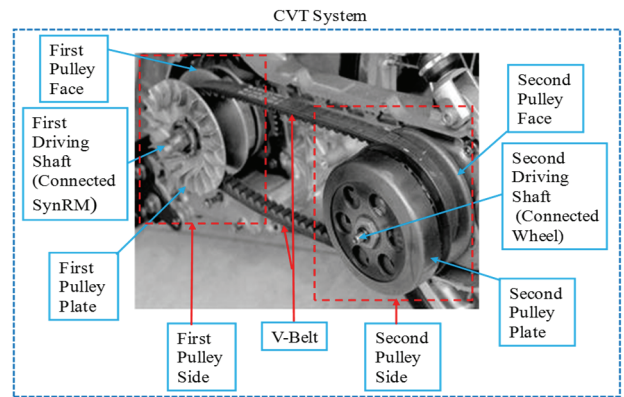 CVT System
First
Pulley
Face
First
Driving
Shaft
(Connected
SynRM)
First
Pulley
Plate
First
Pulley
Side
V-Belt
Second
Pulley
Side
Second
Pulley
Face
Second
Driving
Shaft
(Connected
Wheel)
Second
Pulley
Plate